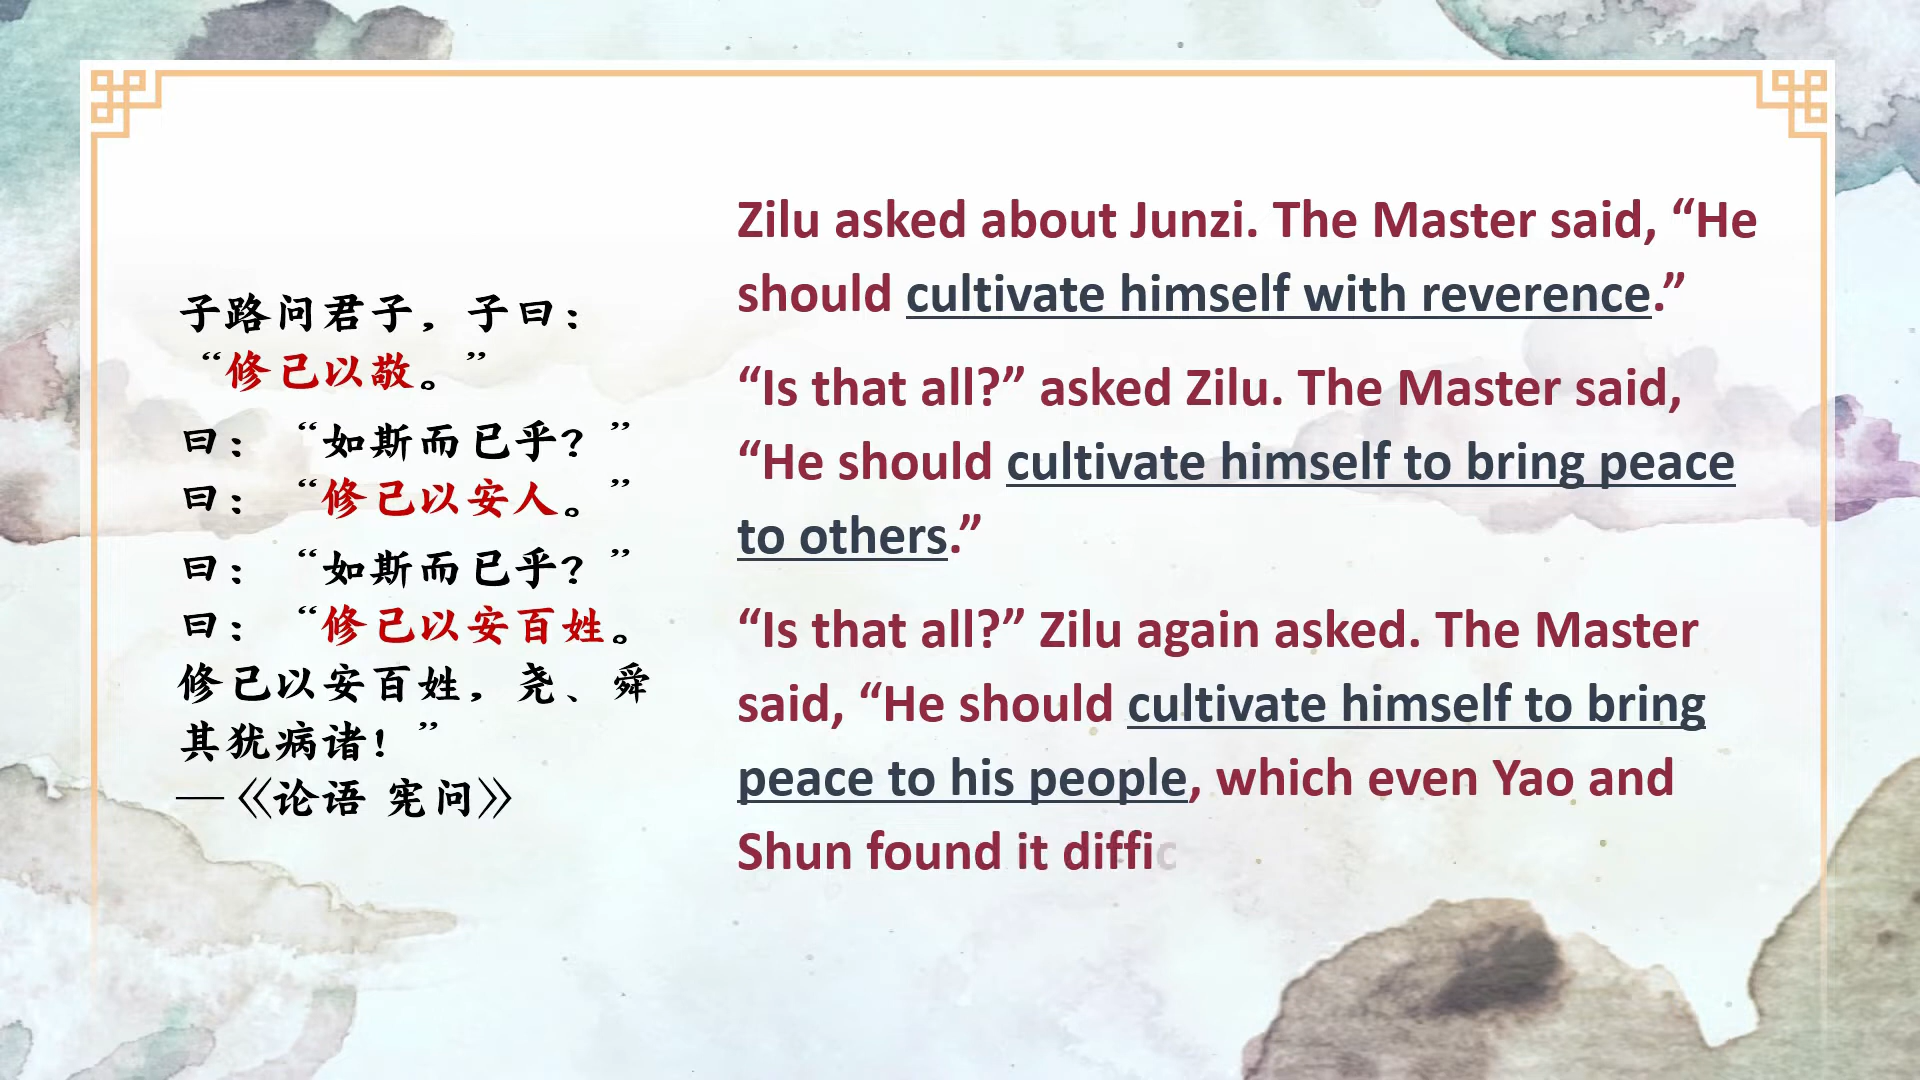 子路问君子，子曰：
“修己以敬。”
曰：“如斯而已乎？”
曰：“修己以安人。”
曰：“如斯而已乎？”
曰：“修己以安百姓。
修己以安百姓，尧、舜
其犹病诸！”
—《论语 宪问》
Zilu asked about Junzi. The Master said, “He
should cultivate himself with reverence.”
“Is that all?” asked Zilu. The Master said,
“He should cultivate himself to bring peace
to others.”
“Is that all?” Zilu again asked. The Master
said, “He should cultivate himself to bring
peace to his people, which even Yao and
Shun found it diffic